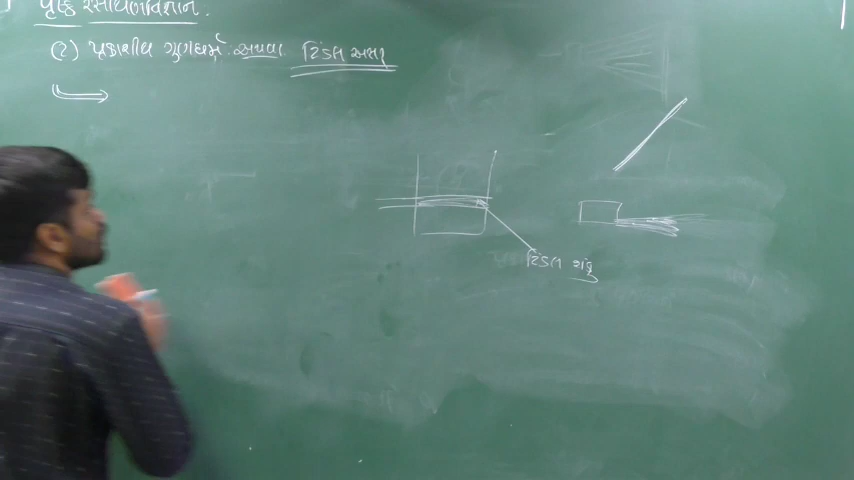 પૃષ્ઠ રસાયણવિજ્ઞાન.
(૨) પ્રકાશીય ગુણધર્મ અથવા ટિંડલ અસર
ટિંડલ શંકુ